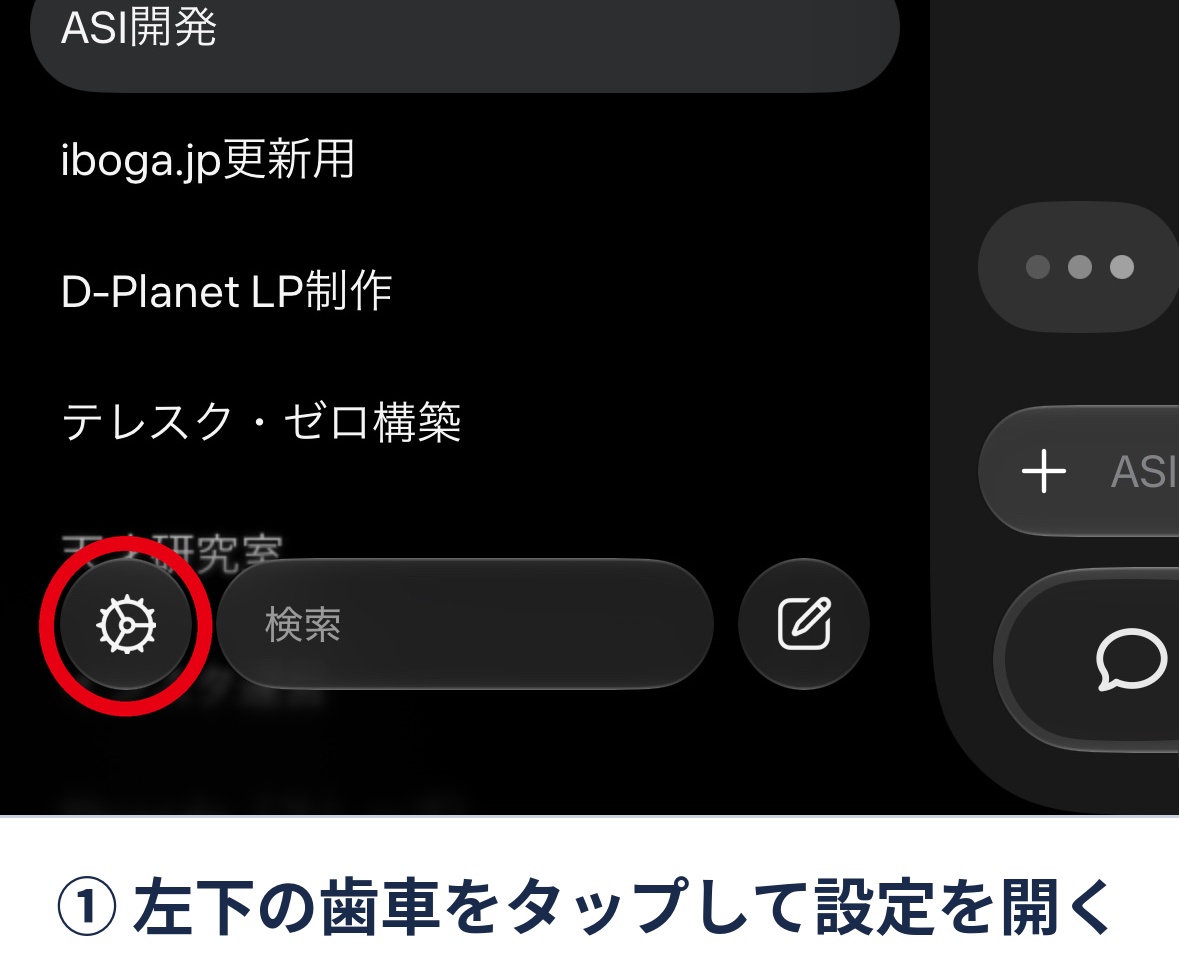 ASI開発
iboga.jp更新用
D-Planet LP制作
テレスク・ゼロ構築
ASI
検索
① 左下の歯車をタップして設定を開く